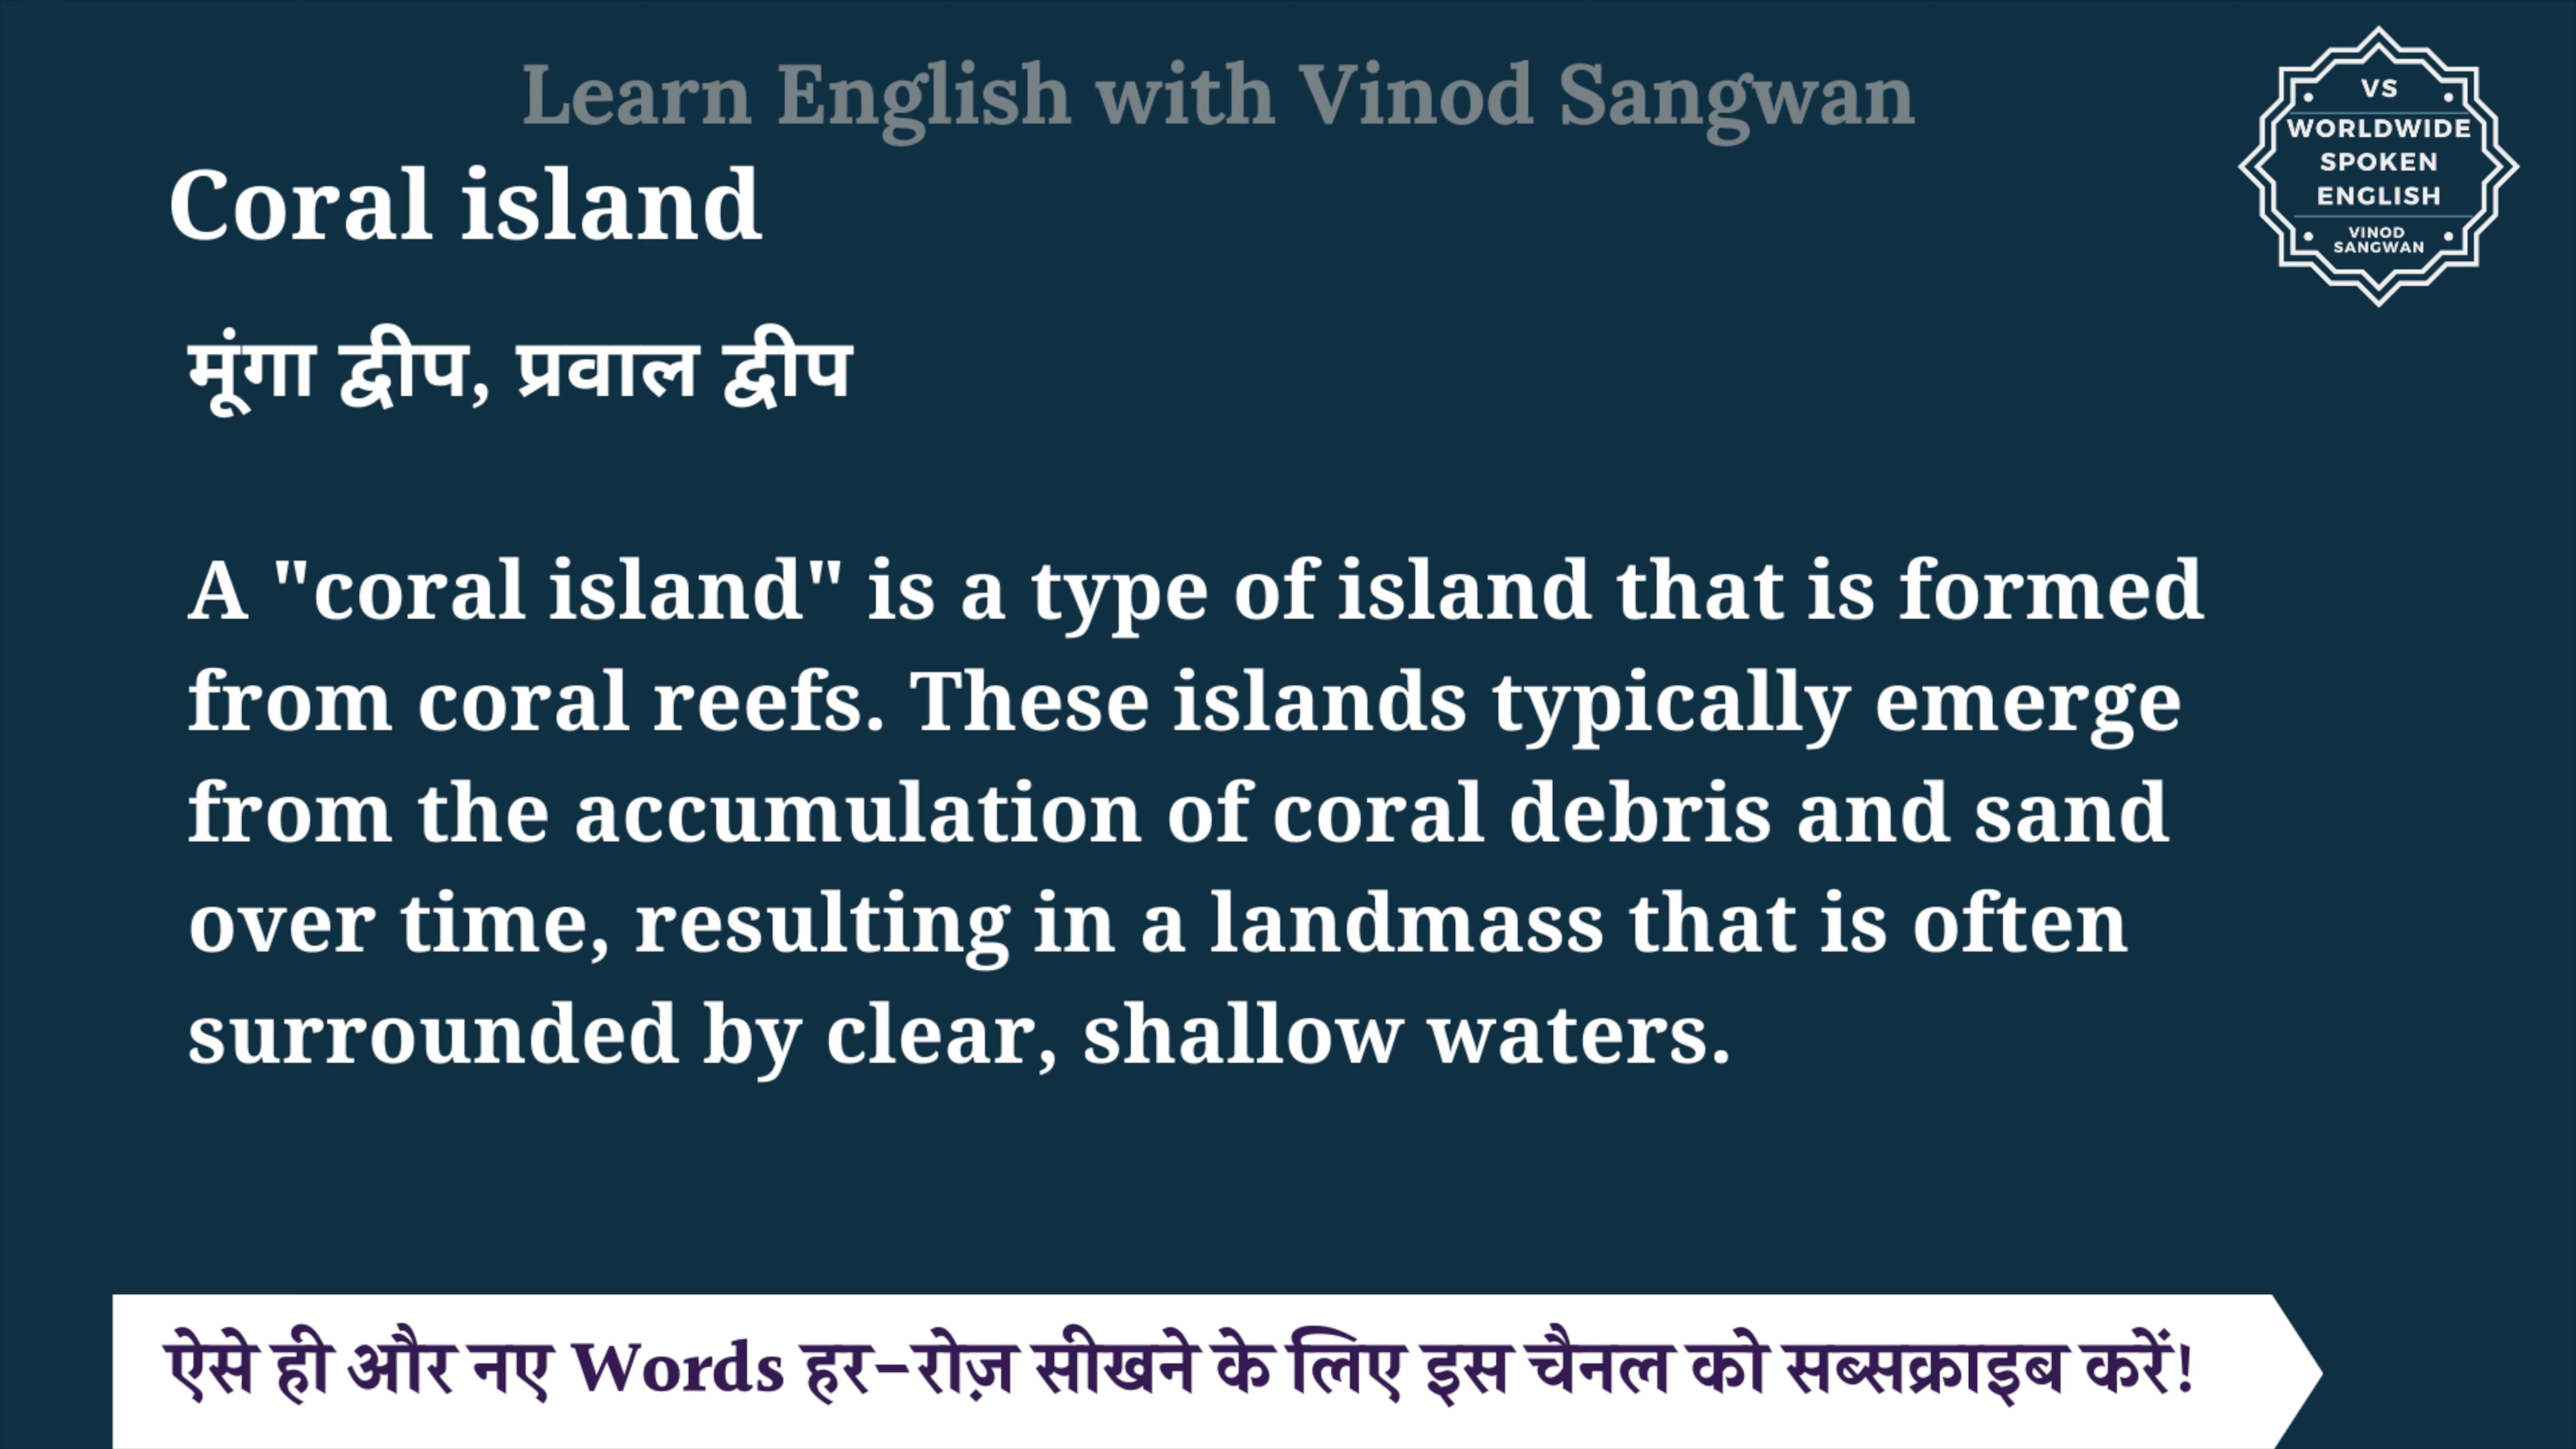 Learn English with Vinod Sangwan
VS
WORLDWIDE
SPOKEN
ENGLISH
VINOD
SANGWAN
Coral island
मूंगा द्वीप, प्रवाल द्वीप
A "coral island" is a type of island that is formed
from coral reefs. These islands typically emerge
from the accumulation of coral debris and sand
over time, resulting in a landmass that is often
surrounded by clear, shallow waters.
ऐसे ही और नए Words हर-रोज़ सीखने के लिए इस चैनल को सब्सक्राइब करें!